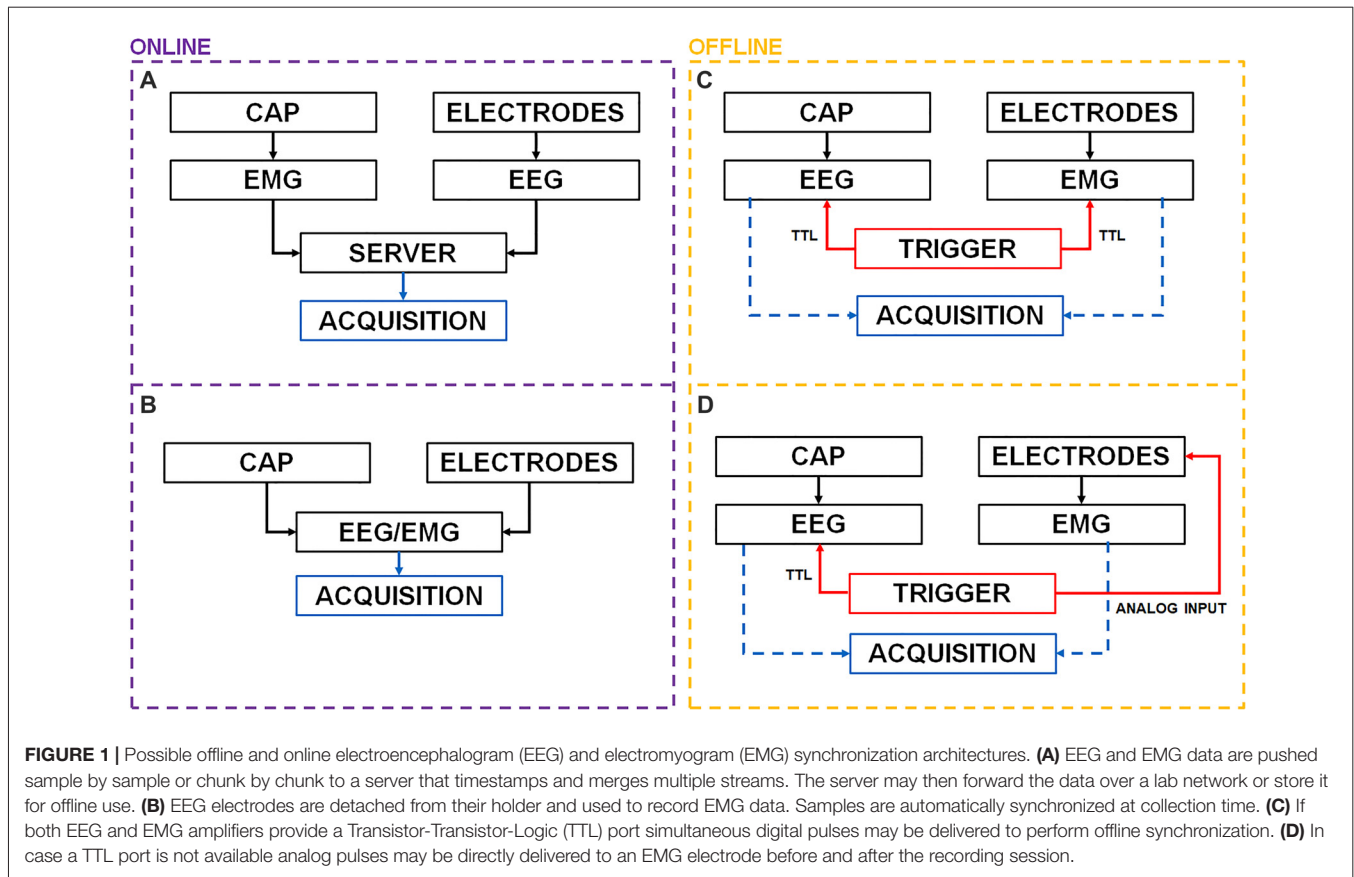 ONLINE
A
CAP
ELECTRODES
EMG
EEG
SERVER
ACQUISITION
B
CAP
ELECTRODES
EEG/EMG
ACQUISITION
OFFLINE
C
CAP
ELECTRODES
EEG
EMG
TTL
TRIGGER
TTL
ACQUISITION
D
CAP
ELECTRODES
EEG
EMG
TTL
TRIGGER
ANALOG INPUT
ACQUISITION
FIGURE 1 | Possible offline and online electroencephalogram (EEG) and electromyogram (EMG) synchronization architectures. (A) EEG and EMG data are pushed
sample by sample or chunk by chunk to a server that timestamps and merges multiple streams. The server may then forward the data over a lab network or store it
for offline use. (B) EEG electrodes are detached from their holder and used to record EMG data. Samples are automatically synchronized at collection time. (C) If
both EEG and EMG amplifiers provide a Transistor-Transistor-Logic (TTL) port simultaneous digital pulses may be delivered to perform offline synchronization. (D) In
case a TTL port is not available analog pulses may be directly delivered to an EMG electrode before and after the recording session.